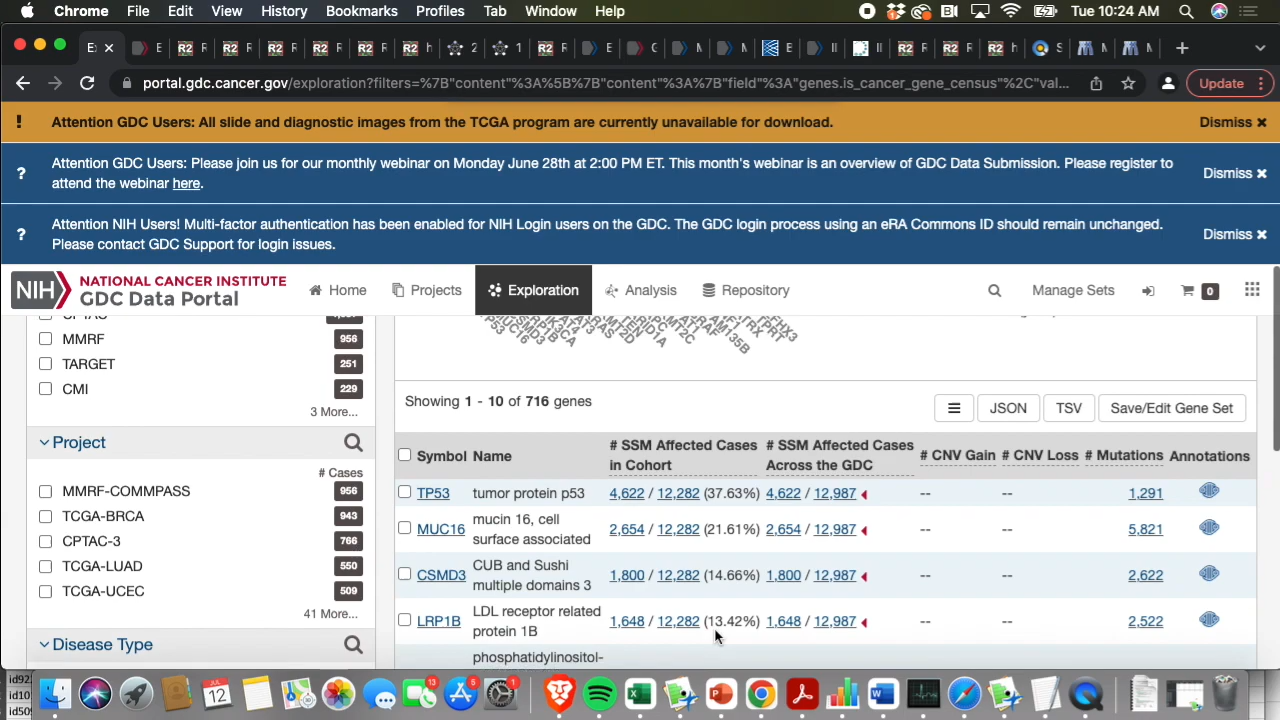 Chrome File Edit View History Bookmarks Profiles Tab Window Help Tue 10:24 AM
portal.gdc.cancer.gov/exploration?filters=%7B"content"%3A%5B%7B"content"%3A%7B"field"%3A"genes.is_cancer_gene_census"%2C"val... Update
! Attention GDC Users: All slide and diagnostic images from the TCGA program are currently unavailable for download. Dismiss ×
? Attention GDC Users: Please join us for our monthly webinar on Monday June 28th at 2:00 PM ET. This month's webinar is an overview of GDC Data Submission. Please register to
attend the webinar here. Dismiss ×
? Attention NIH Users! Multi-factor authentication has been enabled for NIH Login users on the GDC. The GDC login process using an eRA Commons ID should remain unchanged.
Please contact GDC Support for login issues. Dismiss ×
NIH NATIONAL CANCER INSTITUTE
GDC Data Portal
Home Projects Exploration Analysis Repository Manage Sets 0
MMRF 956
TARGET 251
CMI 229
3 More...
Project
# Cases
MMRF-COMMPASS 956
TCGA-BRCA 943
CPTAC-3 766
TCGA-LUAD 550
TCGA-UCEC 509
41 More...
Disease Type
TP53
MUC16
CSMD3
LRP1B
Showing 1 - 10 of 716 genes
JSON TSV Save/Edit Gene Set
Symbol Name # SSM Affected Cases in Cohort # SSM Affected Cases Across the GDC # CNV Gain # CNV Loss # Mutations Annotations
TP53 tumor protein p53 4,622 / 12,282 (37.63%) 4,622 / 12,987 -- -- 1,291
MUC16 mucin 16, cell surface associated 2,654 / 12,282 (21.61%) 2,654 / 12,987 -- -- 5,821
CSMD3 CUB and Sushi multiple domains 3 1,800 / 12,282 (14.66%) 1,800 / 12,987 -- -- 2,622
LRP1B LDL receptor related protein 1B 1,648 / 12,282 (13.42%) 1,648 / 12,987 -- -- 2,522
phosphatidylinositol-
JUL
12
13
6
1